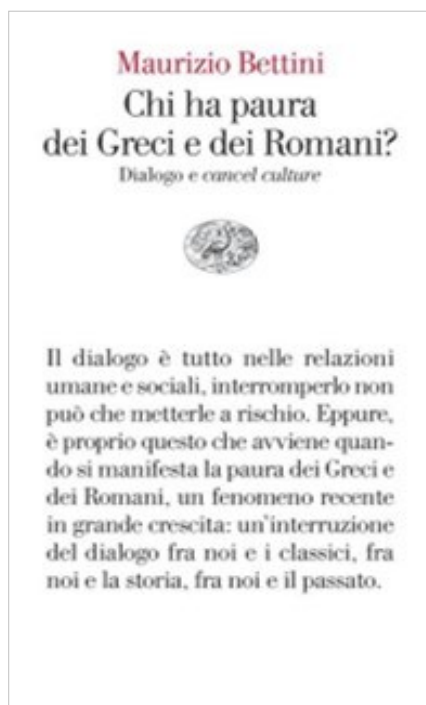 Maurizio Bettini
Chi ha paura
dei Greci e dei Romani?
Dialogo e cancel culture
Il dialogo è tutto nelle relazioni
umane e sociali, interromperlo non
può che metterle a rischio. Eppure,
è proprio questo che avviene quan-
do si manifesta la paura dei Greci e
dei Romani, un fenomeno recente
in grande crescita: un'interruzione
del dialogo fra noi e i classici, fra
noi e la storia, fra noi e il passato.